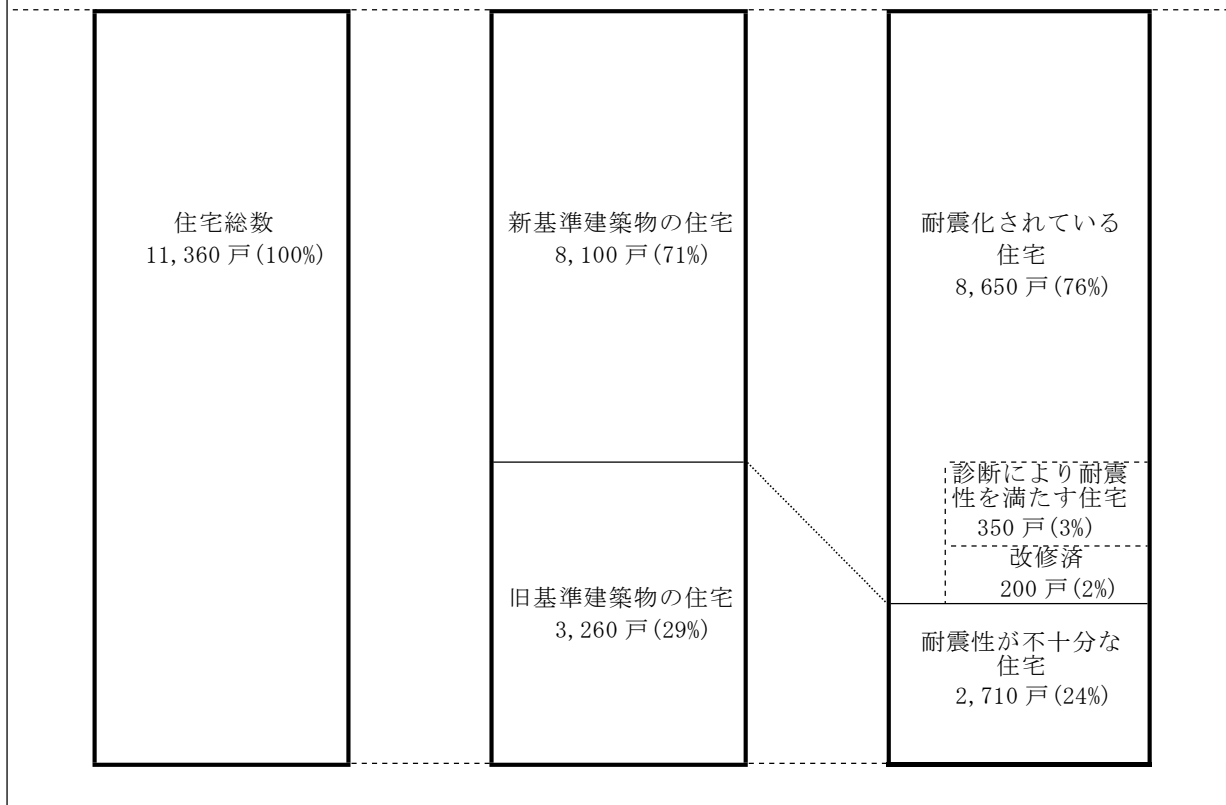 住宅総数
11,360 戸(100%)
新基準建築物の住宅
8,100 戸(71%)
旧基準建築物の住宅
3,260 戸(29%)
耐震化されている
住宅
8,650 戸(76%)
診断により耐震
性を満たす住宅
350 戸(3%)
改修済
200 戸(2%)
耐震性が不十分な
住宅
2,710 戸(24%)